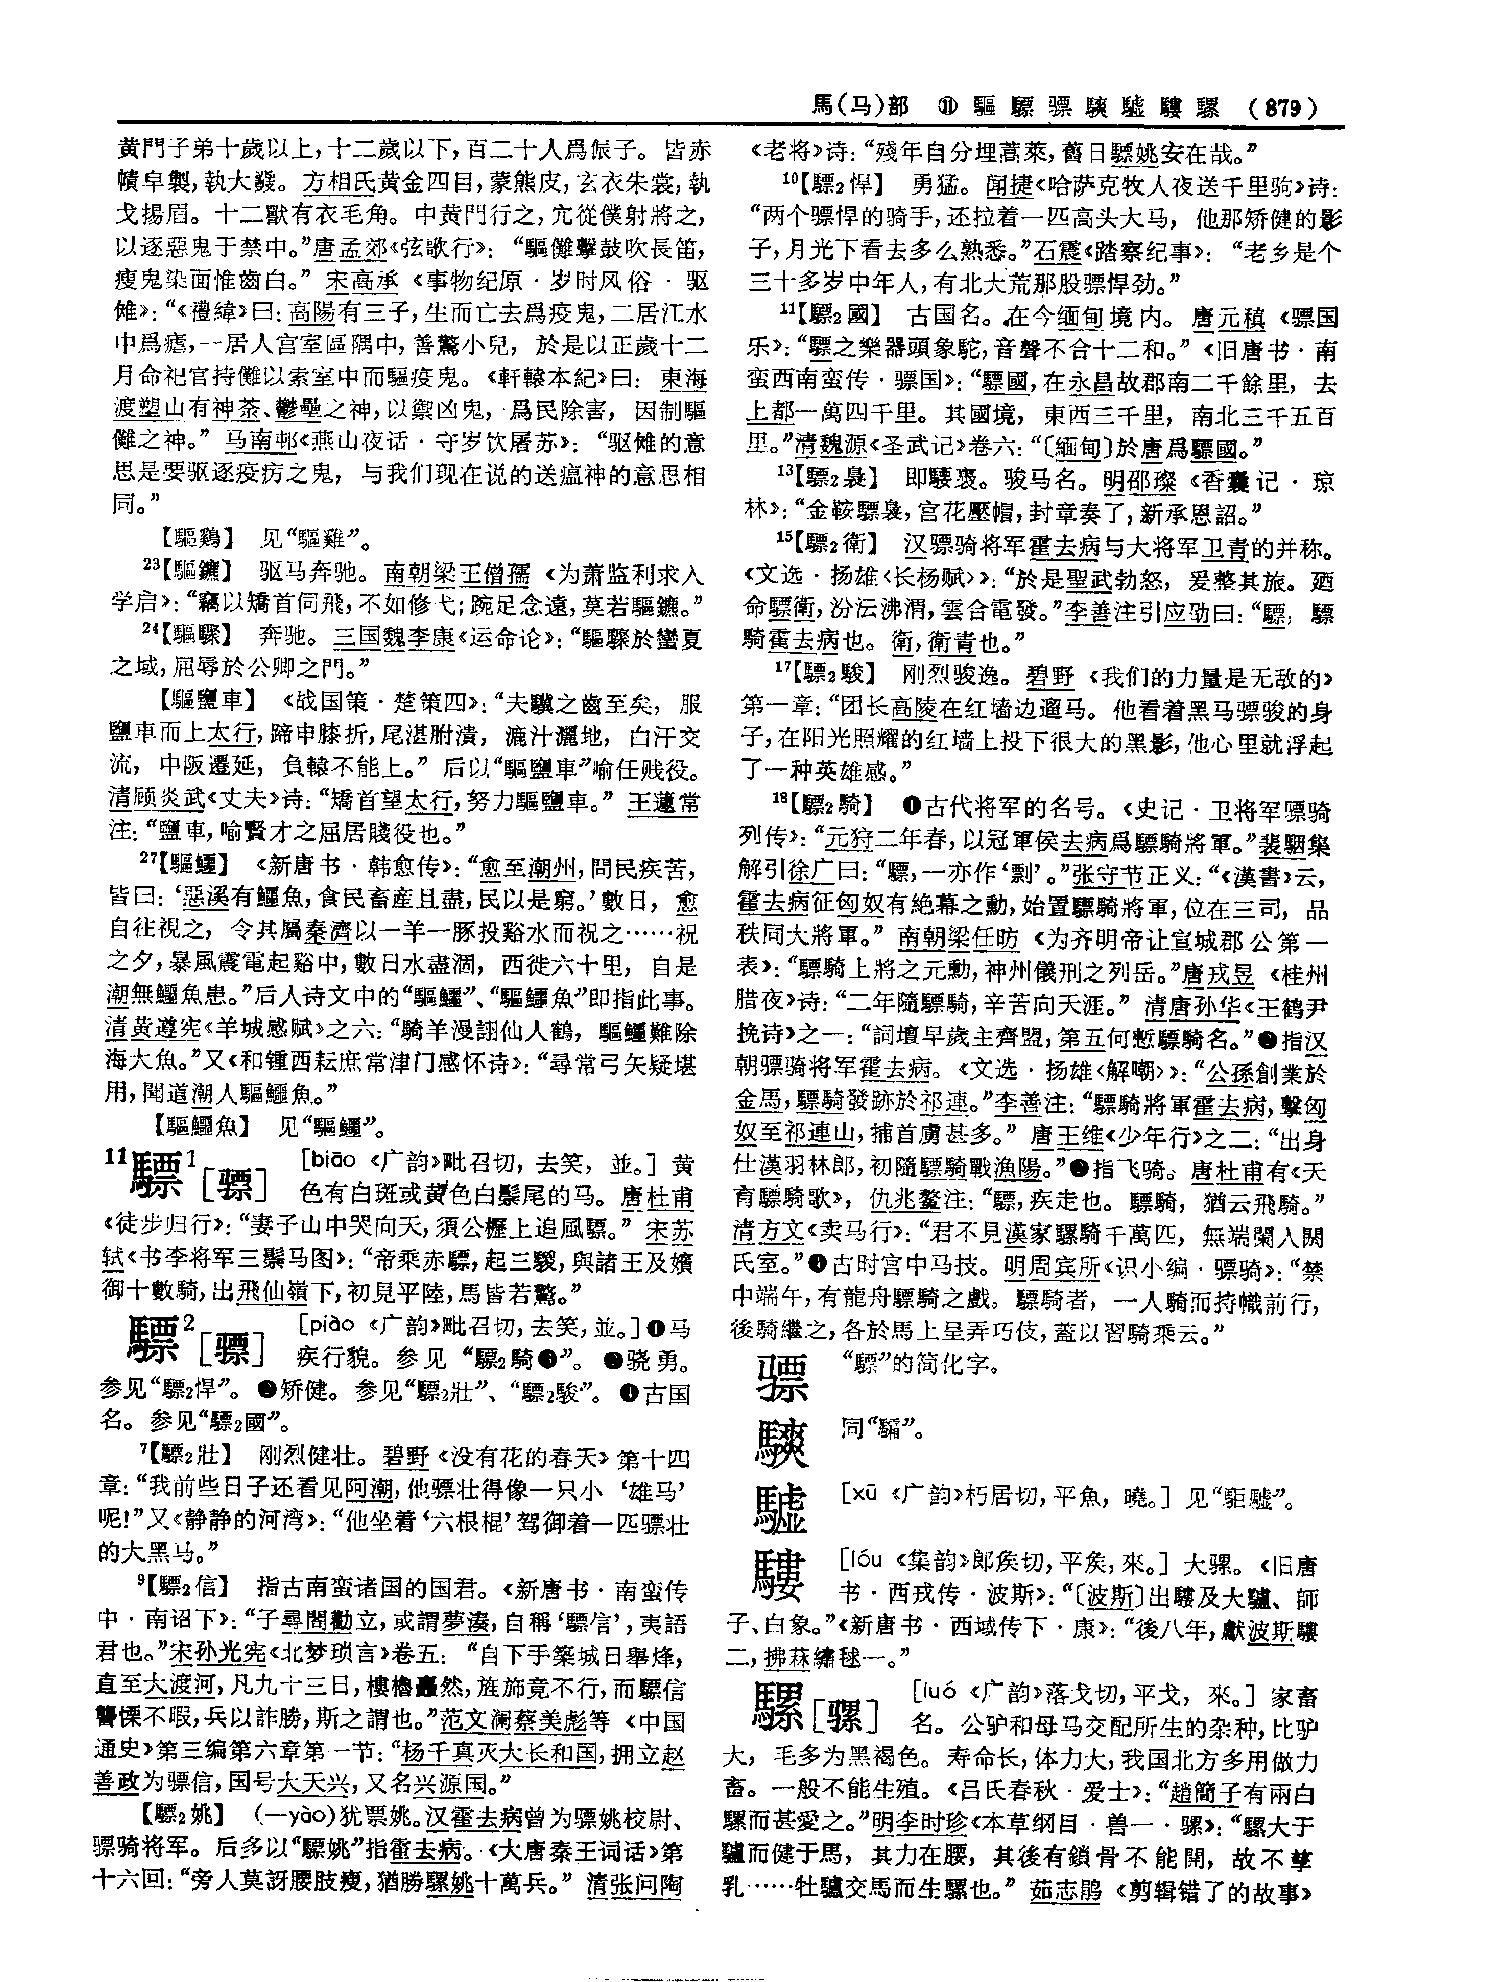 馬(马)部 ⑪ 驅 驃 骠 驐 驉 驜 騾 (879)
黄門子弟十歲以上,十二歲以下,百二十人爲侲子。皆赤
幘皁製,執大鼗。方相氏黄金四目,蒙熊皮,玄衣朱裳,執
戈揚盾。十二獸有衣毛角。中黄門行之,宂從僕射將之,
以逐惡鬼于禁中。”唐孟郊《弦歌行》:“驅儺擊鼓吹長笛,
瘦鬼染面惟齒白。” 宋高承《事物纪原·岁时风俗·驱
傩》:“《禮緯》曰:高陽有三子,生而亡去爲疫鬼,二居江水
中爲瘧,一居人宫室區隅中,善驚小兒,於是以正歲十二
月命祀官持儺以索室中而驅疫鬼。《軒轅本紀》曰:東海
渡塑山有神荼、鬱壘之神,以禦凶鬼,爲民除害,因制驅
儺之神。” 马南邨《燕山夜话·守岁饮屠苏》:“驱傩的意
思是要驱逐疫疠之鬼,与我们现在说的送瘟神的意思相
同。”
【驅鷄】 见“驅雞”。
23【驅鑣】 驱马奔驰。南朝梁王僧孺《为萧监利求入
学启》:“竊以矯首伺飛,不如修弋;踠足念遠,莫若驅鑣。”
24【驅驟】 奔驰。三国魏李康《运命论》:“驅驟於蠻夏
之域,屈辱於公卿之門。”
【驅鹽車】 《战国策·楚策四》:“夫驥之齒至矣,服
鹽車而上太行,蹄申膝折,尾湛胕潰,漉汁灑地,白汗交
流,中阪遷延,負轅不能上。” 后以“驅鹽車”喻任贱役。
清顾炎武《丈夫》诗:“矯首望太行,努力驅鹽車。” 王蘧常
注:“鹽車,喻賢才之屈居賤役也。”
27【驅鱷】 《新唐书·韩愈传》:“愈至潮州,問民疾苦,
皆曰:‘惡溪有鱷魚,食民畜産且盡,民以是窮。’數日,愈
自往視之,令其屬秦濟以一羊一豚投谿水而祝之……祝
之夕,暴風震電起谿中,數日水盡涸,西徙六十里,自是
潮無鱷魚患。”后人诗文中的“驅鱷”、“驅鱷魚”即指此事。
清黄遵宪《羊城感赋》之六:“騎羊漫詡仙人鶴,驅鱷難除
海大魚。”又《和锺西耘庶常津门感怀诗》:“尋常弓矢疑堪
用,聞道潮人驅鱷魚。”
【驅鱷魚】 见“驅鱷”。
11驃1[骠] [biāo 《广韵》毗召切,去笑,並。] 黄
色有白斑或黄色白鬃尾的马。唐杜甫
《徒步归行》:“妻子山中哭向天,須公櫪上追風驃。” 宋苏
轼《书李将军三鬃马图》:“帝乘赤驃,起三騣,與諸王及嬪
御十數騎,出飛仙嶺下,初見平陸,馬皆若驚。”
驃2[骠] [piào 《广韵》毗召切,去笑,並。]❶马
疾行貌。参见“驃2騎❸”。❷骁勇。
参见“驃2悍”。❸矫健。参见“驃2壯”、“驃2駿”。❹古国
名。参见“驃2國”。
7【驃2壯】 刚烈健壮。碧野《没有花的春天》第十四
章:“我前些日子还看见阿潮,他骠壮得像一只小‘雄马’
呢!”又《静静的河湾》:“他坐着‘六根棍’驾御着一匹骠壮
的大黑马。”
9【驃2信】 指古南蛮诸国的国君。《新唐书·南蛮传
中·南诏下》:“子尋閤勸立,或謂夢湊,自稱‘驃信’,夷語
君也。”宋孙光宪《北梦琐言》卷五:“自下手築城日舉烽,
直至大渡河,凡九十三日,樓櫓矗然,旌旆竟不行,而驃信
讋慄不暇,兵以詐勝,斯之謂也。”范文澜蔡美彪等《中国
通史》第三编第六章第一节:“杨干真灭大长和国,拥立赵
善政为骠信,国号大天兴,又名兴源国。”
【驃2姚】 (—yào)犹票姚。汉霍去病曾为骠姚校尉、
骠骑将军。后多以“驃姚”指霍去病。《大唐秦王词话》第
十六回:“旁人莫訝腰肢瘦,猶勝驃姚十萬兵。” 清张问陶
《老将》诗:“殘年自分埋蒿萊,舊日驃姚安在哉。”
10【驃2悍】 勇猛。闻捷《哈萨克牧人夜送千里驹》诗:
“两个骠悍的骑手,还拉着一匹高头大马,他那矫健的影
子,月光下看去多么熟悉。”石震《踏察纪事》:“老乡是个
三十多岁中年人,有北大荒那股骠悍劲。”
11【驃2國】 古国名。在今缅甸境内。唐元稹《骠国
乐》:“驃之樂器頭象駝,音聲不合十二和。”《旧唐书·南
蛮西南蛮传·骠国》:“驃國,在永昌故郡南二千餘里,去
上都一萬四千里。其國境,東西三千里,南北三千五百
里。”清魏源《圣武记》卷六:“〔緬甸〕於唐爲驃國。”
13【驃2裊】 即騕褭。骏马名。明邵璨《香囊记·琼
林》:“金鞍驃裊,宫花壓帽,封章奏了,新承恩詔。”
15【驃2衛】 汉骠骑将军霍去病与大将军卫青的并称。
《文选·扬雄〈长杨赋〉》:“於是聖武勃怒,爰整其旅。廼
命驃衛,汾沄沸渭,雲合電發。”李善注引应劭曰:“驃,驃
騎霍去病也。衛,衛青也。”
17【驃2駿】 刚烈骏逸。碧野《我们的力量是无敌的》
第一章:“团长高陵在红墙边遛马。他看着黑马骠骏的身
子,在阳光照耀的红墙上投下很大的黑影,他心里就浮起
了一种英雄感。”
18【驃2騎】 ❶古代将军的名号。《史记·卫将军骠骑
列传》:“元狩二年春,以冠軍侯去病爲驃騎將軍。”裴駰集
解引徐广曰:“驃,一亦作‘剽’。”张守节正义:“《漢書》云,
霍去病征匈奴有絶幕之勳,始置驃騎將軍,位在三司,品
秩同大將軍。” 南朝梁任昉《为齐明帝让宣城郡公第一
表》:“驃騎上將之元勳,神州儀刑之列岳。”唐戎昱《桂州
腊夜》诗:“二年隨驃騎,辛苦向天涯。” 清唐孙华《王鹤尹
挽诗》之一:“詞壇早歲主齊盟,第五何慙驃騎名。”❷指汉
朝骠骑将军霍去病。《文选·扬雄〈解嘲〉》:“公孫創業於
金馬,驃騎發跡於祁連。”李善注:“驃騎將軍霍去病,擊匈
奴至祁連山,捕首虜甚多。” 唐王维《少年行》之二:“出身
仕漢羽林郎,初隨驃騎戰漁陽。”❸指飞骑。唐杜甫有《天
育驃騎歌》,仇兆鳌注:“驃,疾走也。驃騎,猶云飛騎。”
清方文《卖马行》:“君不見漢家驃騎千萬匹,無端闌入閼
氏室。”❹古时宫中马技。明周宾所《识小编·骠骑》:“禁
中端午,有龍舟驃騎之戲。驃騎者,一人騎而持幟前行,
後騎繼之,各於馬上呈弄巧伎,蓋以習騎乘云。”
骠 “驃”的简化字。
驉 [xū 《广韵》朽居切,平魚,曉。] 见“駏驉”。
[lóu 《集韵》郎矦切,平矦,來。] 大骡。《旧唐
书·西戎传·波斯》:“〔波斯〕出𩥇及大驢、師
子、白象。”《新唐书·西域传下·康》:“後八年,獻波斯𩥇
二,拂菻繡毬一。”
騾[骡] [luó 《广韵》落戈切,平戈,來。] 家畜
名。公驴和母马交配所生的杂种,比驴
大,毛多为黑褐色。寿命长,体力大,我国北方多用做力
畜。一般不能生殖。《吕氏春秋·爱士》:“趙簡子有兩白
騾而甚愛之。”明李时珍《本草纲目·兽一·骡》:“騾大于
驢而健于馬,其力在腰,其後有鎖骨不能開,故不孳
乳……牡驢交馬而生騾也。” 茹志鹃《剪辑错了的故事》